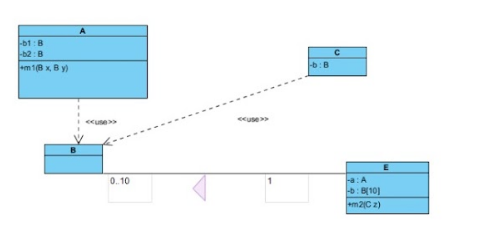 A
-b1 : B
-b2 : B
+m1(B x, B y)
C
-b : B
<<use>>
<<use>>
B
0..10
1
E
-a : A
-b : B[10]
+m2(C z)